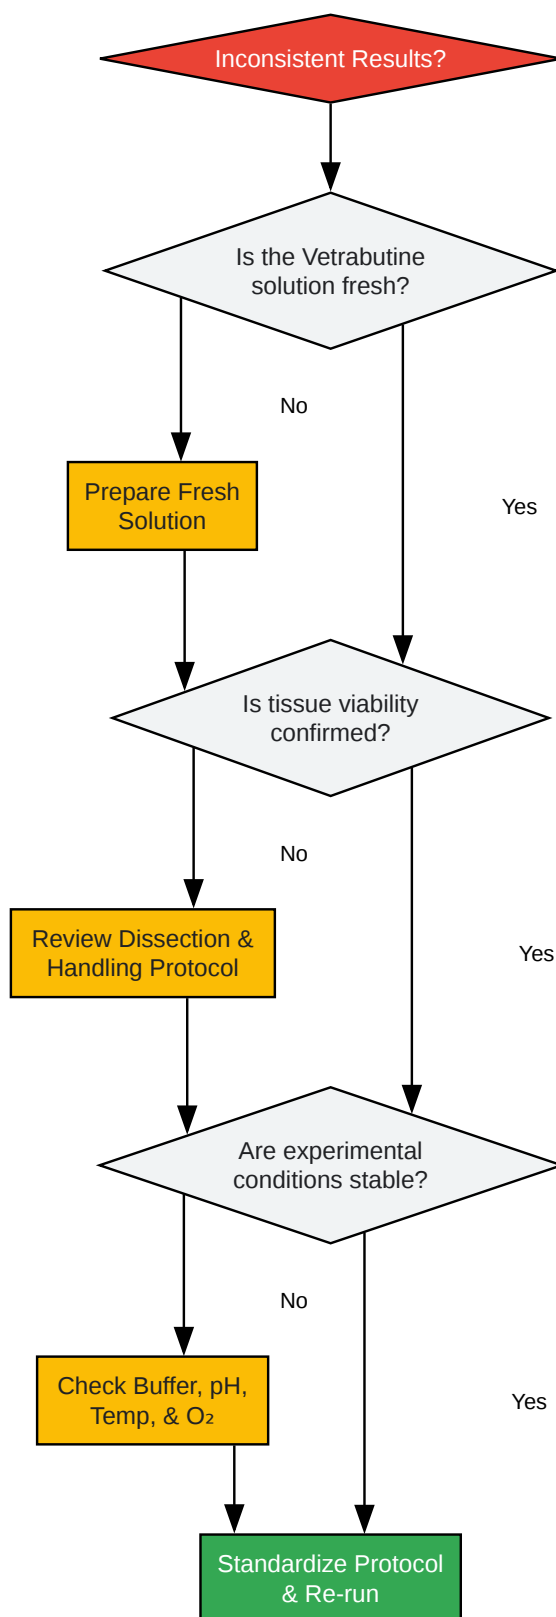 Inconsistent Results?
Is the Vetrabutine
solution fresh?
No
Prepare Fresh
Solution
Yes
Is tissue viability
confirmed?
No
Review Dissection &
Handling Protocol
Yes
Are experimental
conditions stable?
No
Check Buffer, pH,
Temp, & O₂
Yes
Standardize Protocol
& Re-run